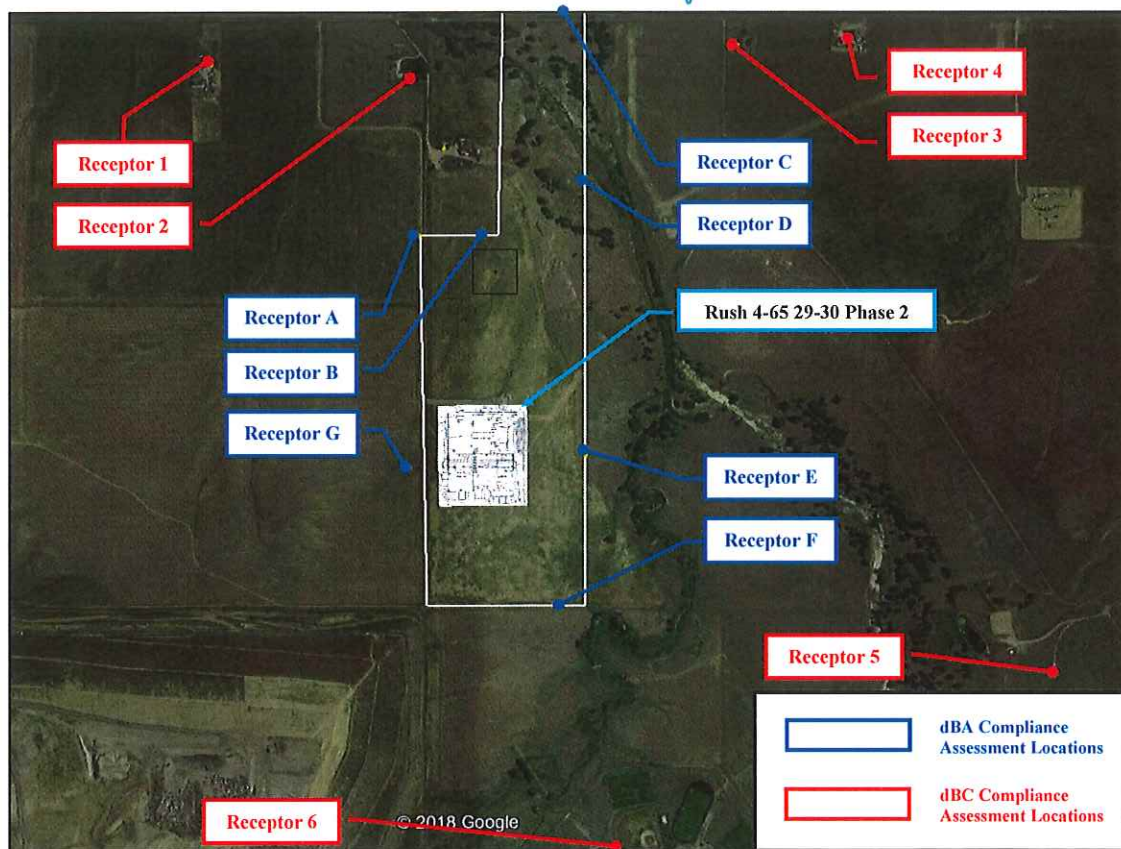 Receptor 4
Receptor 3
Receptor 1
Receptor 2
Receptor C
Receptor D
Receptor A
Receptor B
Receptor G
Rush 4-65 29-30 Phase 2
Receptor E
Receptor F
Receptor 5
Receptor 6
© 2018 Google
dBA Compliance
Assessment Locations
dBC Compliance
Assessment Locations